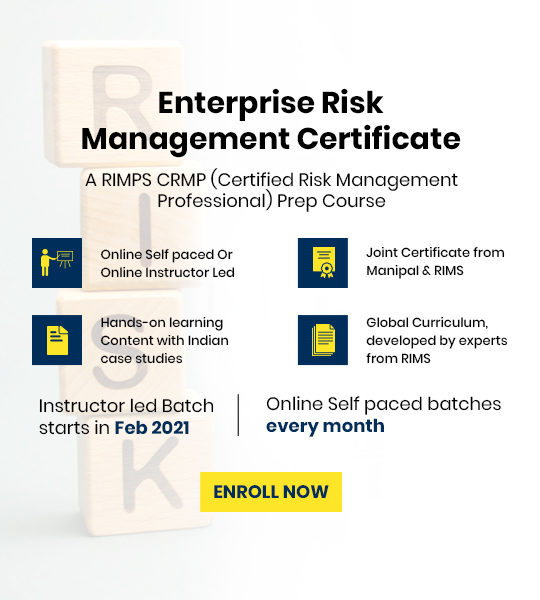 R
I
S
K
Enterprise Risk
Management Certificate
A RIMPS CRMP (Certified Risk Management
Professional) Prep Course
Online Self paced Or
Online Instructor Led
Joint Certificate from
Manipal & RIMS
Hands-on learning
Content with Indian
case studies
Global Curriculum,
developed by experts
from RIMS
Instructor led Batch
starts in Feb 2021
Online Self paced batches
every month
ENROLL NOW